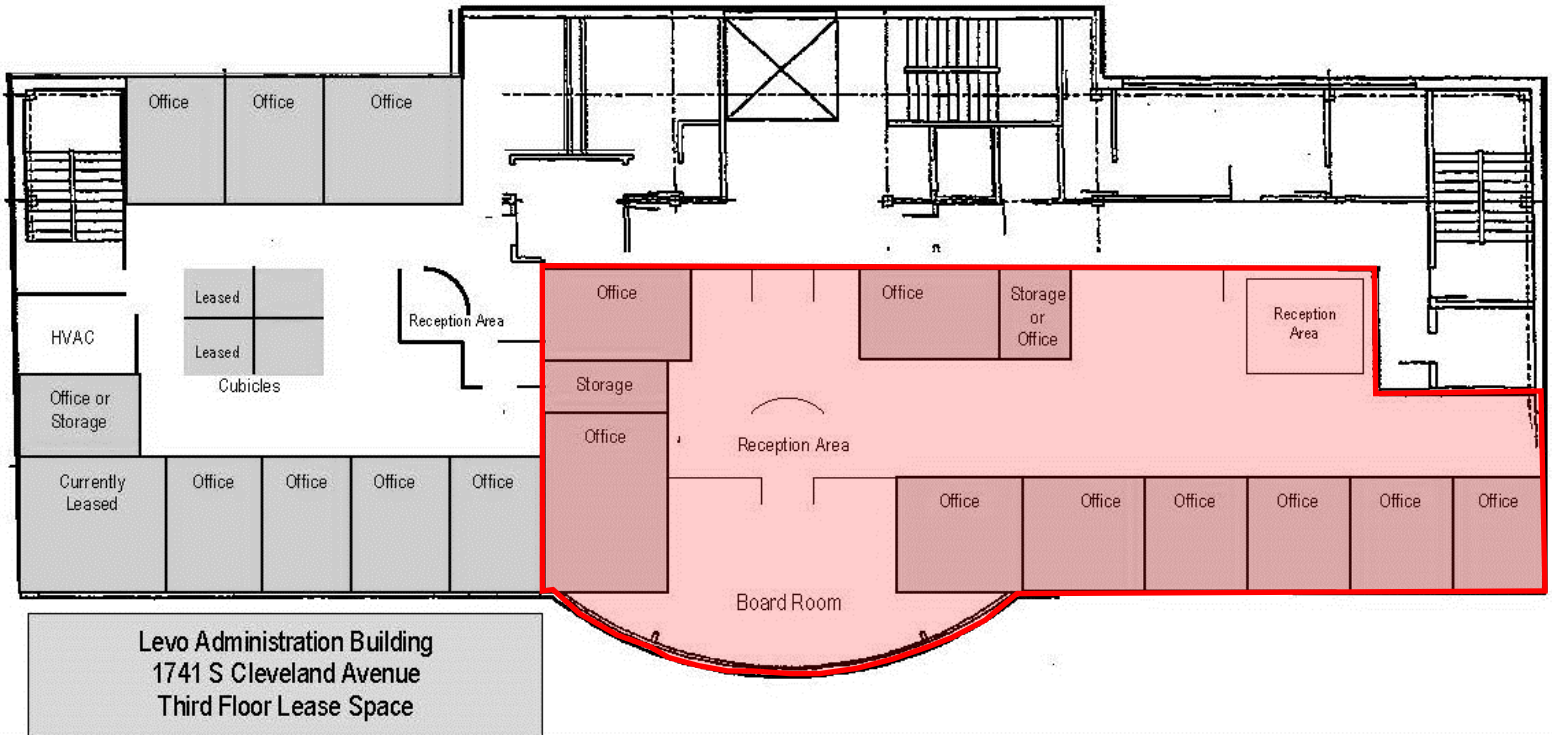 Office
Office
Office
Leased
Leased
Cubicles
HVAC
Reception Area
Office or
Storage
Currently
Leased
Office
Office
Office
Office
Office
Storage
Office
Office
Storage
or
Office
Reception
Area
Reception Area
Office
Office
Office
Office
Office
Office
Board Room
Levo Administration Building
1741 S Cleveland Avenue
Third Floor Lease Space